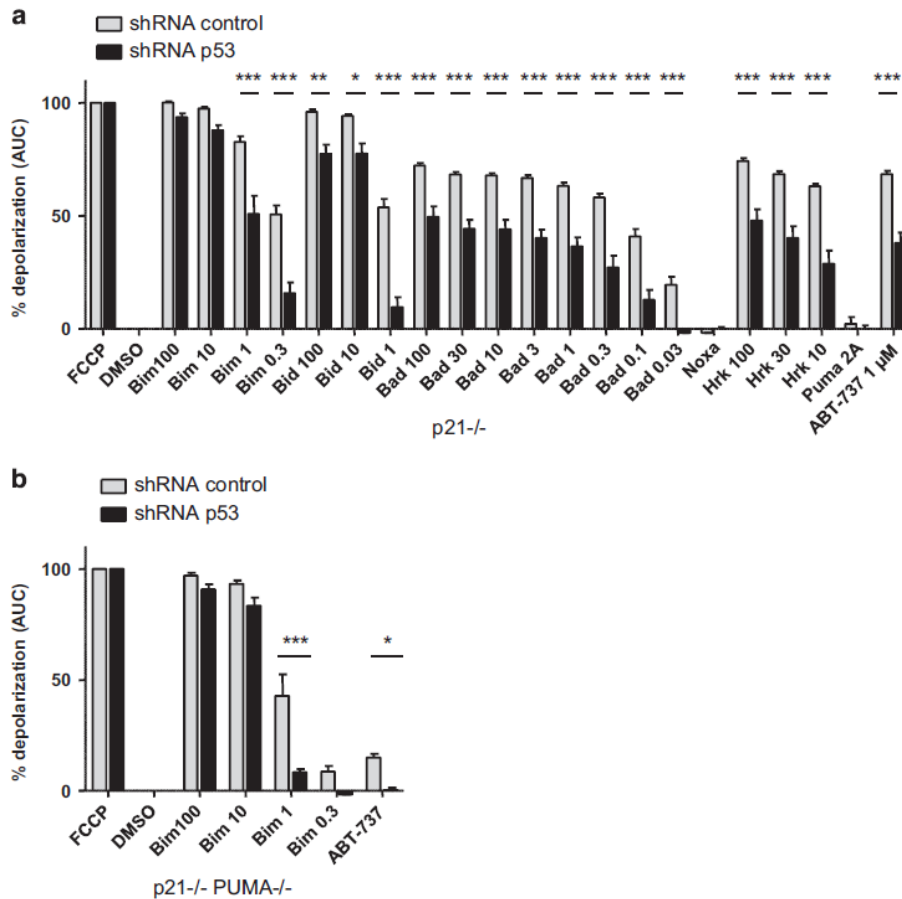 a
shRNA control
shRNA p53
*** *** ** * *** *** *** *** *** *** *** *** *** *** *** *** ***
% depolarization (AUC)
100
50
0
FCCP
DMSO
Bim100
Bim 10
Bim 1
Bim 0.3
Bid 100
Bid 10
Bid 1
Bad 100
Bad 30
Bad 10
Bad 3
Bad 1
Bad 0.3
Bad 0.1
Bad 0.03
Noxa
Hrk 100
Hrk 30
Hrk 10
Puma 2A
ABT-737 1 µM
p21-/-
b
shRNA control
shRNA p53
% depolarization (AUC)
100
50
0
*** *
FCCP
DMSO
Bim100
Bim 10
Bim 1
Bim 0.3
ABT-737
p21-/- PUMA-/-